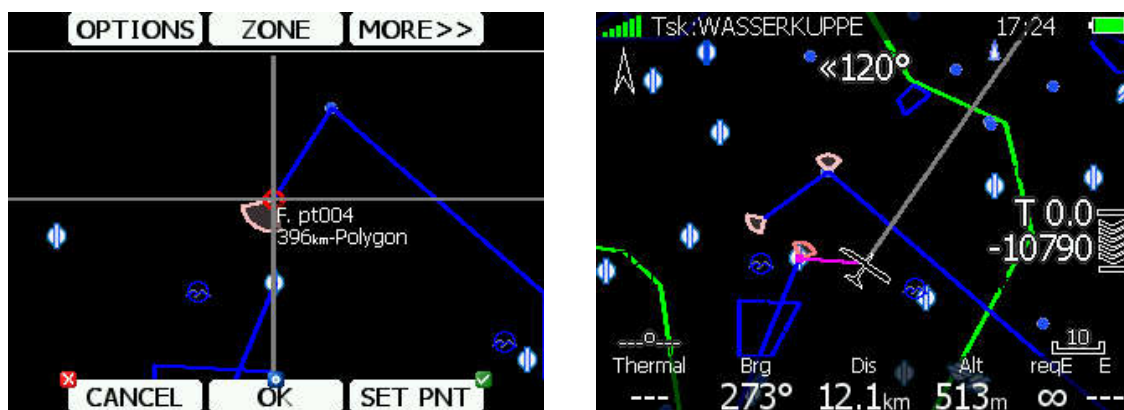 OPTIONS ZONE MORE>>
F. pt004
396km-Polygon
CANCEL OK SET PNT
Tsk:WASSERKUPPE 17:24
«120°
T 0.0
-10790
10
Thermal Brg Dis Alt reqE E
--- 273° 12.1km 513m ∞ ---